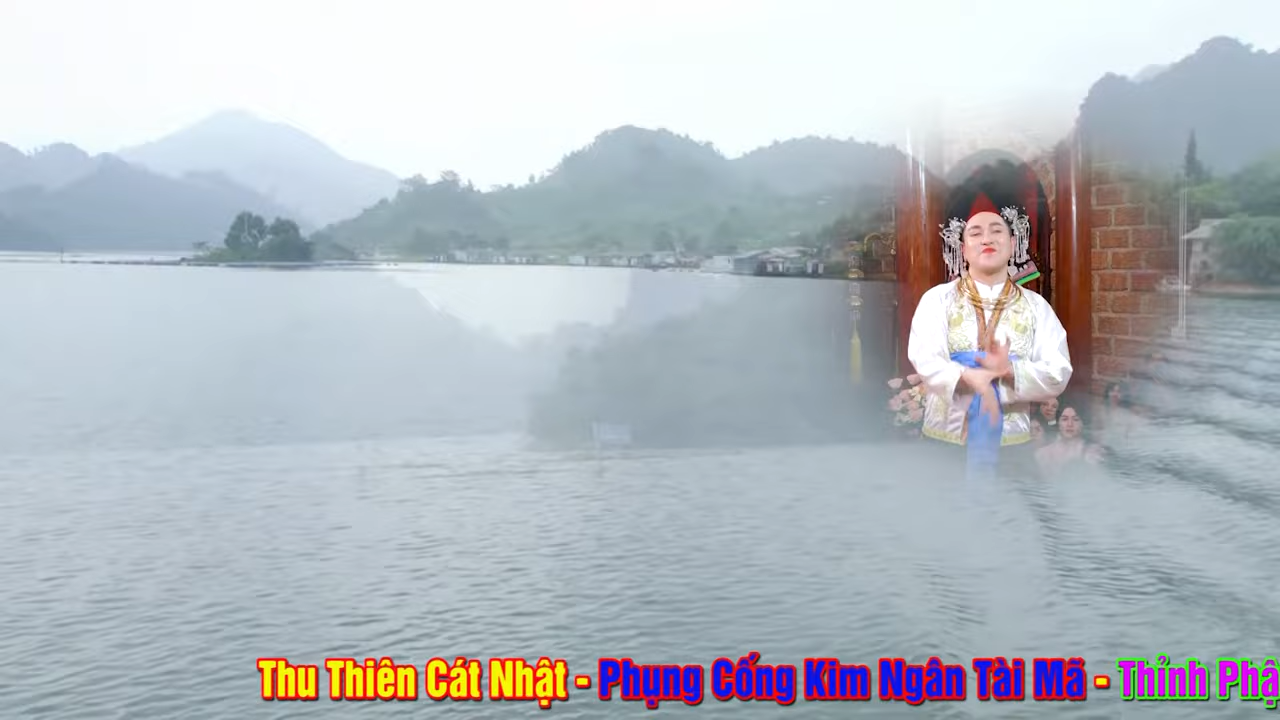 Thu Thiên Cát Nhật - Phụng Cống Kim Ngân Tài Mã - Thỉnh Phậ